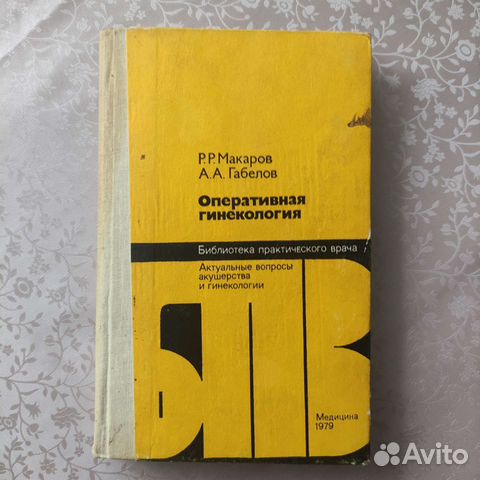 Р.Р. Макаров
А.А. Габелов
Оперативная
гинекология
Библиотека практического врача
Актуальные вопросы
акушерства
и гинекологии
БПВ
Медицина
1979
Avito